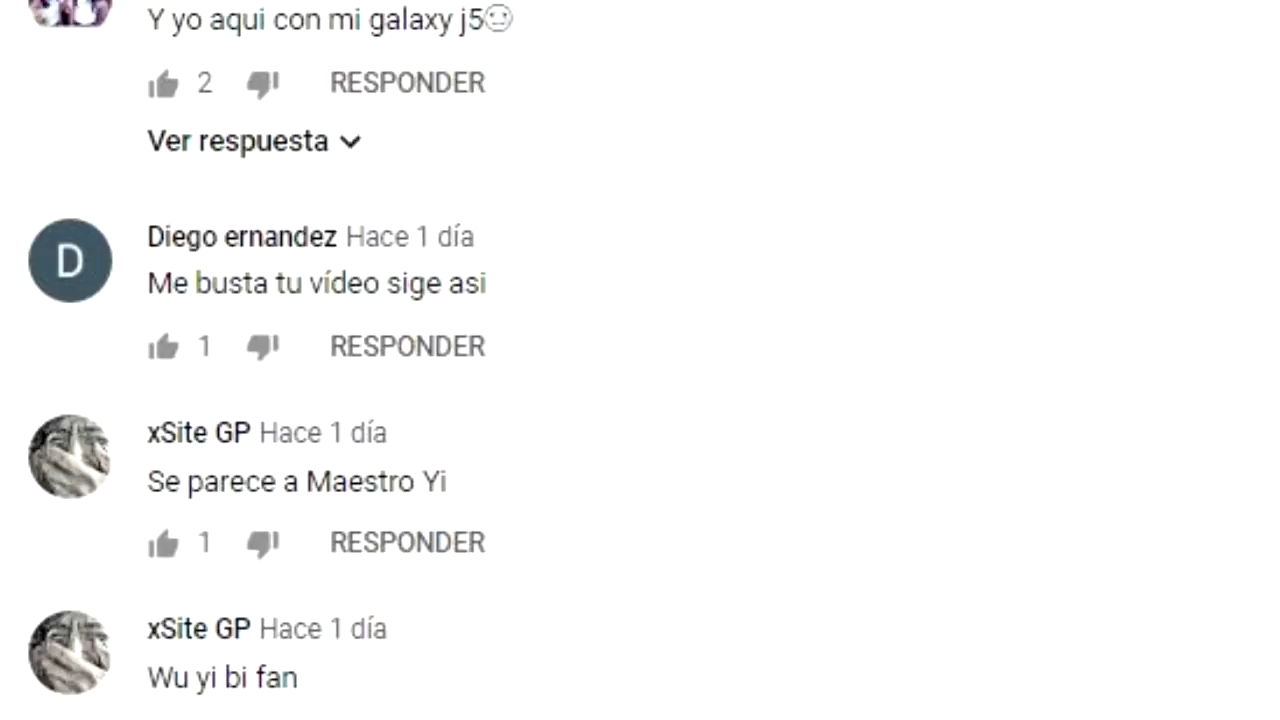 Y yo aqui con mi galaxy j5😐
2 RESPONDER
Ver respuesta
D
Diego ernandez Hace 1 día
Me busta tu vídeo sige asi
1 RESPONDER
xSite GP Hace 1 día
Se parece a Maestro Yi
1 RESPONDER
xSite GP Hace 1 día
Wu yi bi fan